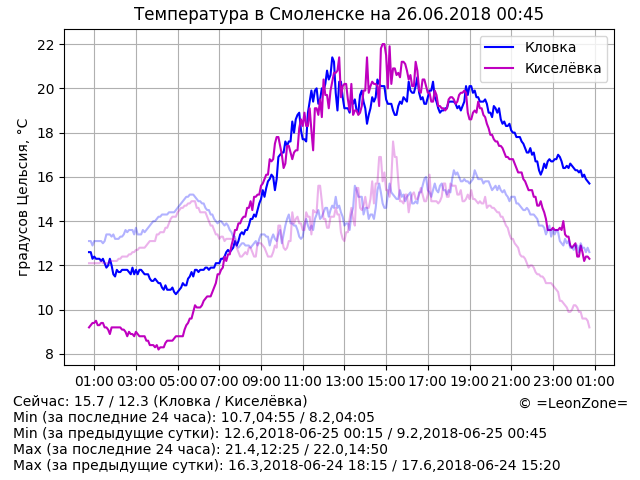 Температура в Смоленске на 26.06.2018 00:45
градусов Цельсия, °C
22
20
18
16
14
12
10
8
Кловка
Киселёвка
01:00 03:00 05:00 07:00 09:00 11:00 13:00 15:00 17:00 19:00 21:00 23:00 01:00
Сейчас: 15.7 / 12.3 (Кловка / Киселёвка)
© =LeonZone=
Min (за последние 24 часа): 10.7,04:55 / 8.2,04:05
Min (за предыдущие сутки): 12.6,2018-06-25 00:15 / 9.2,2018-06-25 00:45
Max (за последние 24 часа): 21.4,12:25 / 22.0,14:50
Max (за предыдущие сутки): 16.3,2018-06-24 18:15 / 17.6,2018-06-24 15:20